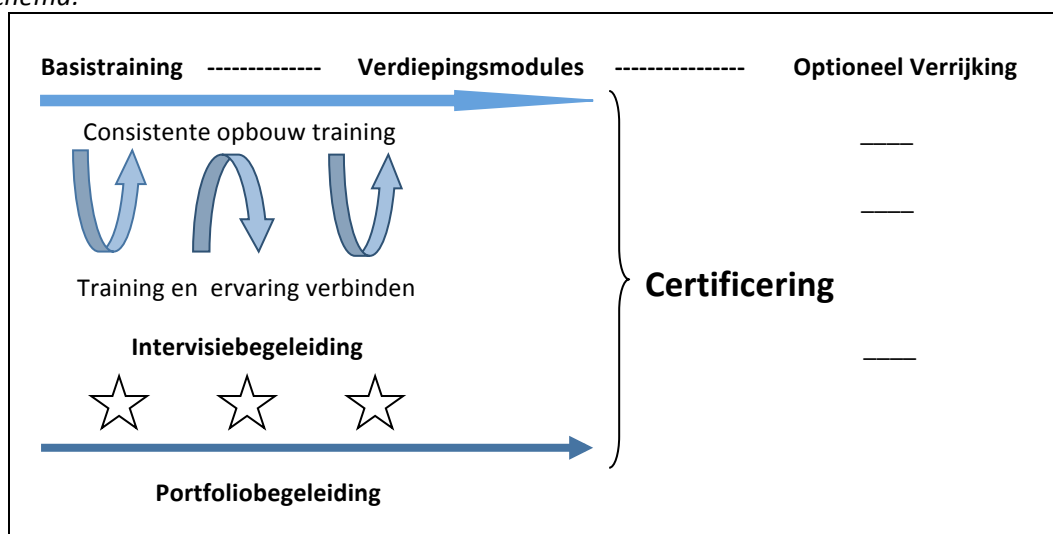 Basistraining -------------- Verdiepingsmodules ---------------- Optioneel Verrijking
Consistente opbouw training
____
____
Training en ervaring verbinden
Certificering
Intervisiebegeleiding
____
Portfoliobegeleiding